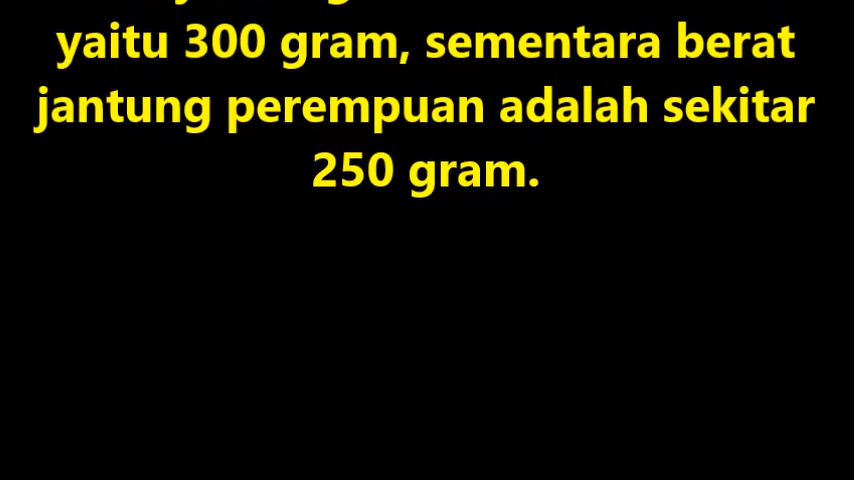 yaitu 300 gram, sementara berat
jantung perempuan adalah sekitar
250 gram.